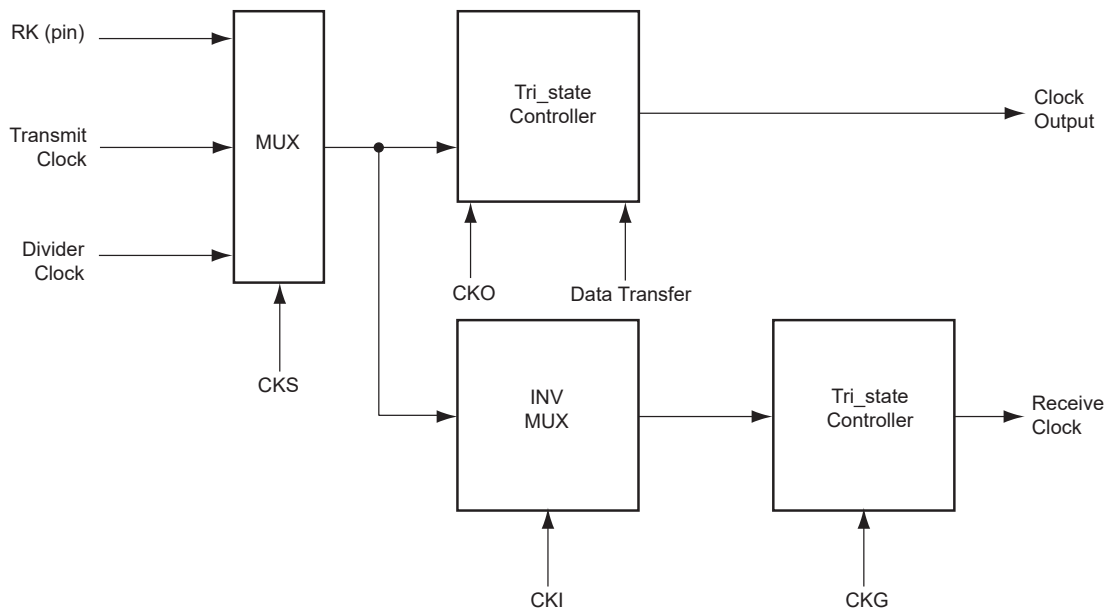 RK (pin)
Transmit
Clock
Divider
Clock
MUX
CKS
Tri_state
Controller
CKO
Data Transfer
Clock
Output
INV
MUX
CKI
Tri_state
Controller
CKG
Receive
Clock